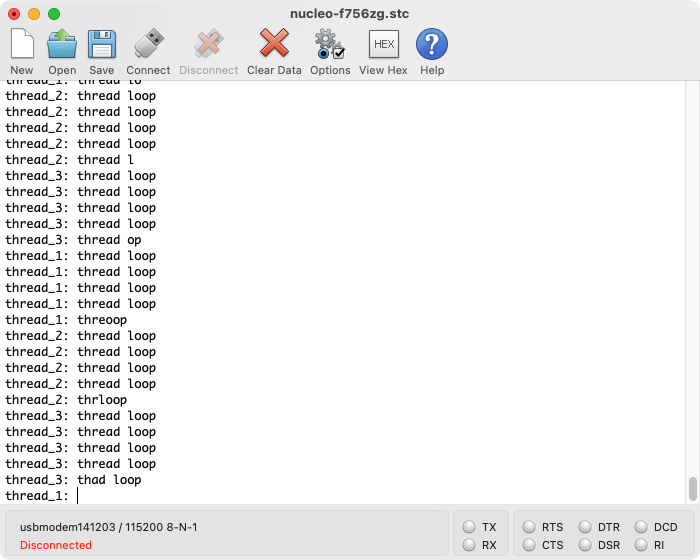 nucleo-f756zg.stc
New Open Save Connect Disconnect Clear Data Options View Hex Help
HEX
thread_1: thread lo
thread_2: thread loop
thread_2: thread loop
thread_2: thread loop
thread_2: thread loop
thread_2: thread l
thread_3: thread loop
thread_3: thread loop
thread_3: thread loop
thread_3: thread loop
thread_3: thread op
thread_1: thread loop
thread_1: thread loop
thread_1: thread loop
thread_1: thread loop
thread_1: threoop
thread_2: thread loop
thread_2: thread loop
thread_2: thread loop
thread_2: thread loop
thread_2: thrloop
thread_3: thread loop
thread_3: thread loop
thread_3: thread loop
thread_3: thread loop
thread_3: thad loop
thread_1:
usbmodem141203 / 115200 8-N-1
Disconnected
TX RTS DTR DCD
RX CTS DSR RI